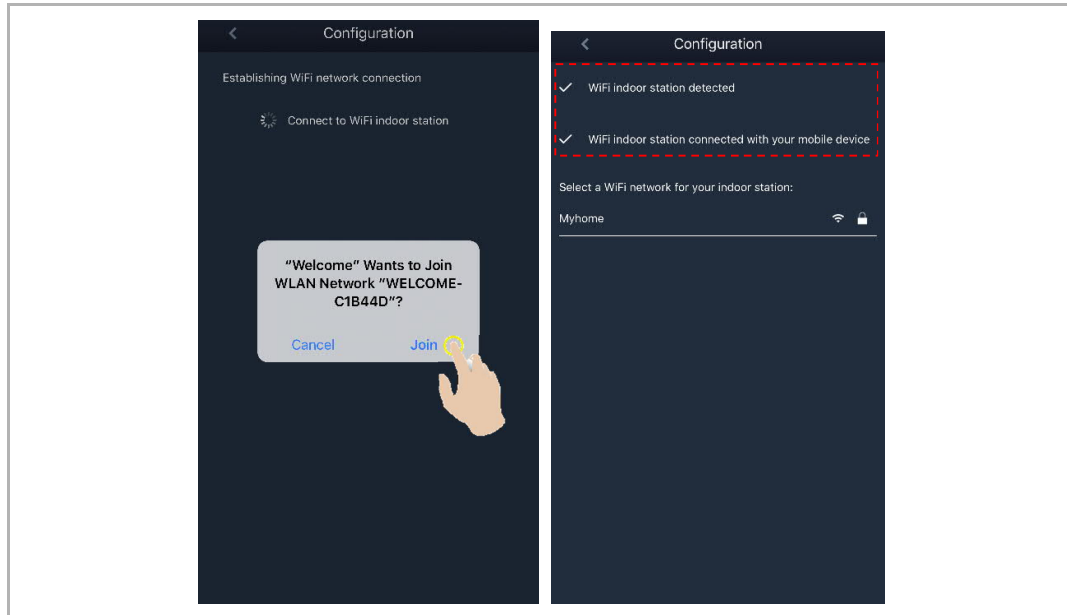 Configuration
Establishing WiFi network connection
Connect to WiFi indoor station
“Welcome” Wants to Join
WLAN Network “WELCOME-
C1B44D”?
Cancel
Join
Configuration
WiFi indoor station detected
WiFi indoor station connected with your mobile device
Select a WiFi network for your indoor station:
Myhome